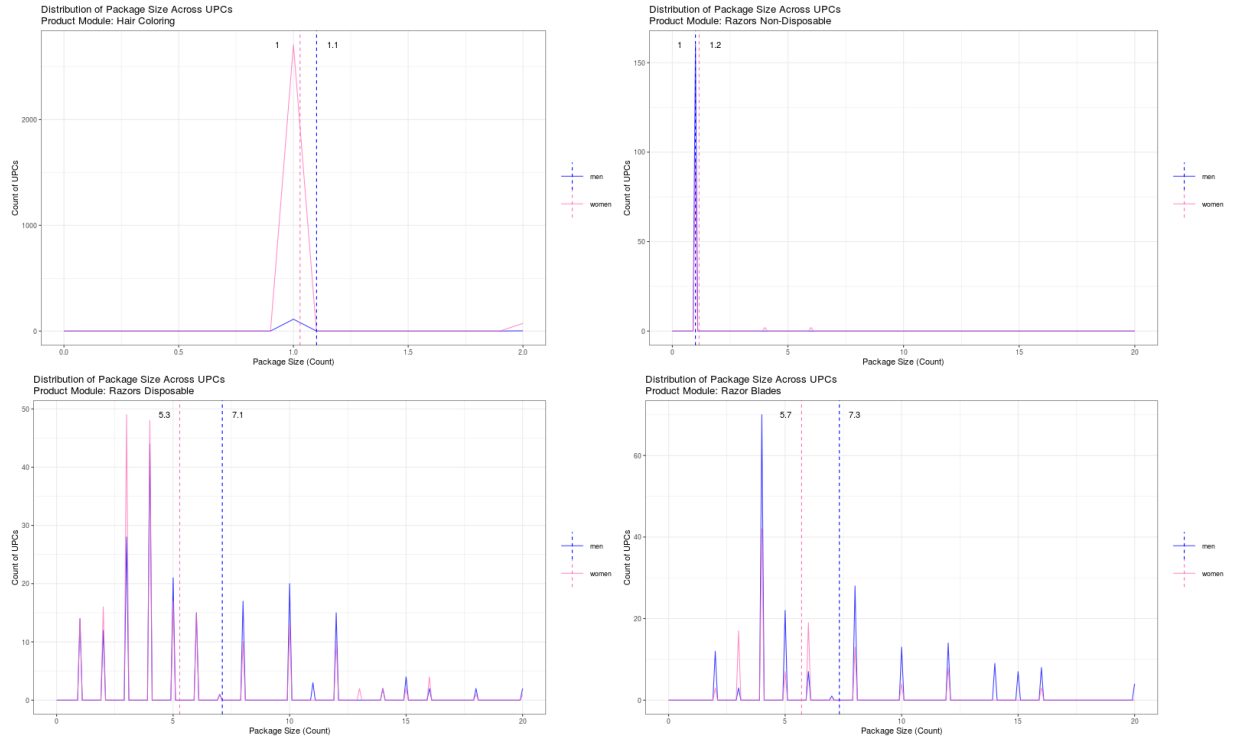 Distribution of Package Size Across UPCs
Product Module: Hair Coloring
1
1.1
2000
1000
0
Count of UPCs
0.0
0.5
1.0
1.5
2.0
Package Size (Count)
men
women
Distribution of Package Size Across UPCs
Product Module: Razors Non-Disposable
1
1.2
150
100
50
0
Count of UPCs
0
5
10
15
20
Package Size (Count)
men
women
Distribution of Package Size Across UPCs
Product Module: Razors Disposable
5.3
7.1
50
40
30
20
10
0
Count of UPCs
0
5
10
15
20
Package Size (Count)
men
women
Distribution of Package Size Across UPCs
Product Module: Razor Blades
5.7
7.3
60
40
20
0
Count of UPCs
0
5
10
15
20
Package Size (Count)
men
women